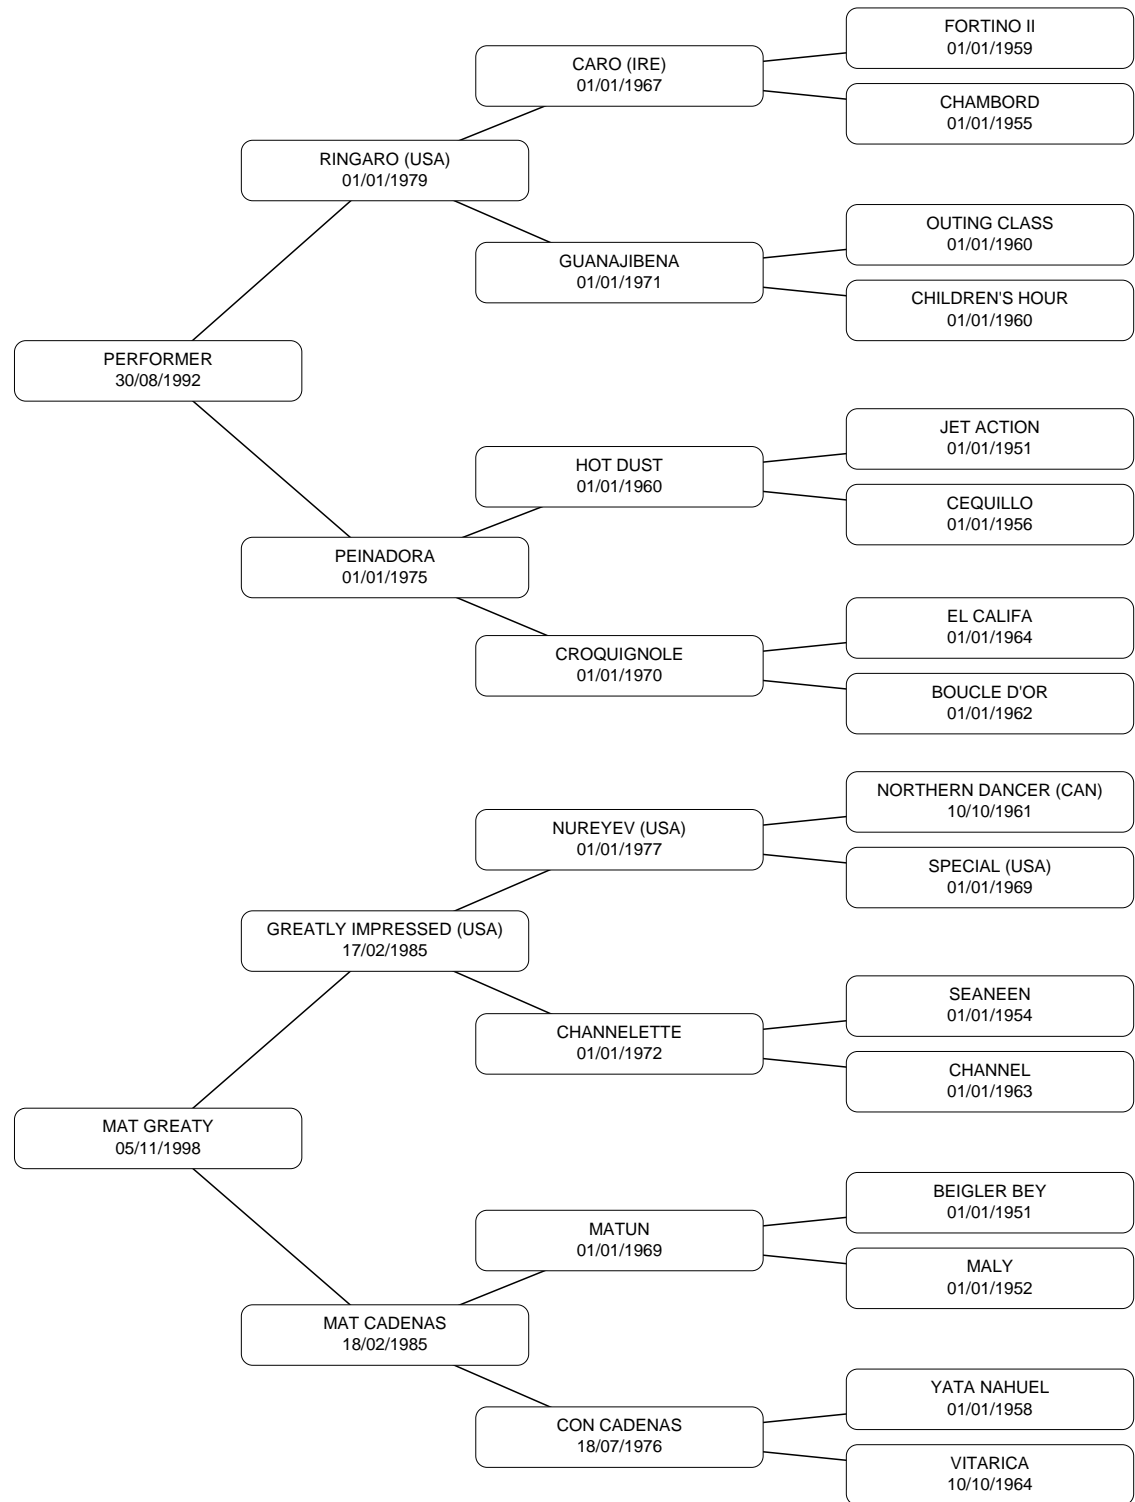 FORTINO II
01/01/1959
CARO (IRE)
01/01/1967
CHAMBORD
01/01/1955
RINGARO (USA)
01/01/1979
OUTING CLASS
01/01/1960
GUANAJIBENA
01/01/1971
CHILDREN'S HOUR
01/01/1960
PERFORMER
30/08/1992
JET ACTION
01/01/1951
HOT DUST
01/01/1960
CEQUILLO
01/01/1956
PEINADORA
01/01/1975
EL CALIFA
01/01/1964
CROQUIGNOLE
01/01/1970
BOUCLE D'OR
01/01/1962
NORTHERN DANCER (CAN)
10/10/1961
NUREYEV (USA)
01/01/1977
SPECIAL (USA)
01/01/1969
GREATLY IMPRESSED (USA)
17/02/1985
SEANEEN
01/01/1954
CHANNELETTE
01/01/1972
CHANNEL
01/01/1963
MAT GREATY
05/11/1998
BEIGLER BEY
01/01/1951
MATUN
01/01/1969
MALY
01/01/1952
MAT CADENAS
18/02/1985
YATA NAHUEL
01/01/1958
CON CADENAS
18/07/1976
VITARICA
10/10/1964